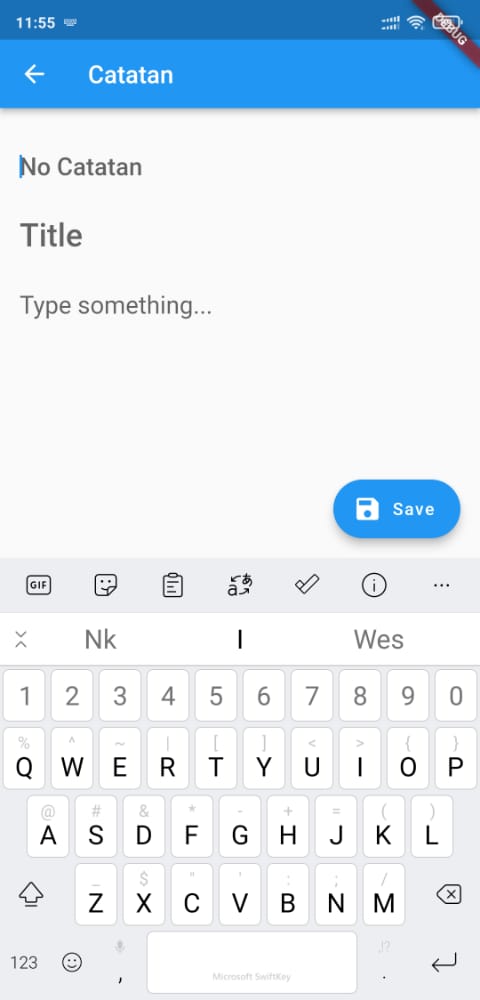 11:55
DEBUG
Catatan
No Catatan
Title
Type something...
Save
GIF
Nk I Wes
1 2 3 4 5 6 7 8 9 0
% ^ ~ | [ ] < > { }
Q W E R T Y U I O P
@ # & * - + = ( )
A S D F G H J K L
_ $ " ' : ; /
Z X C V B N M
123 , Microsoft SwiftKey ,!? .